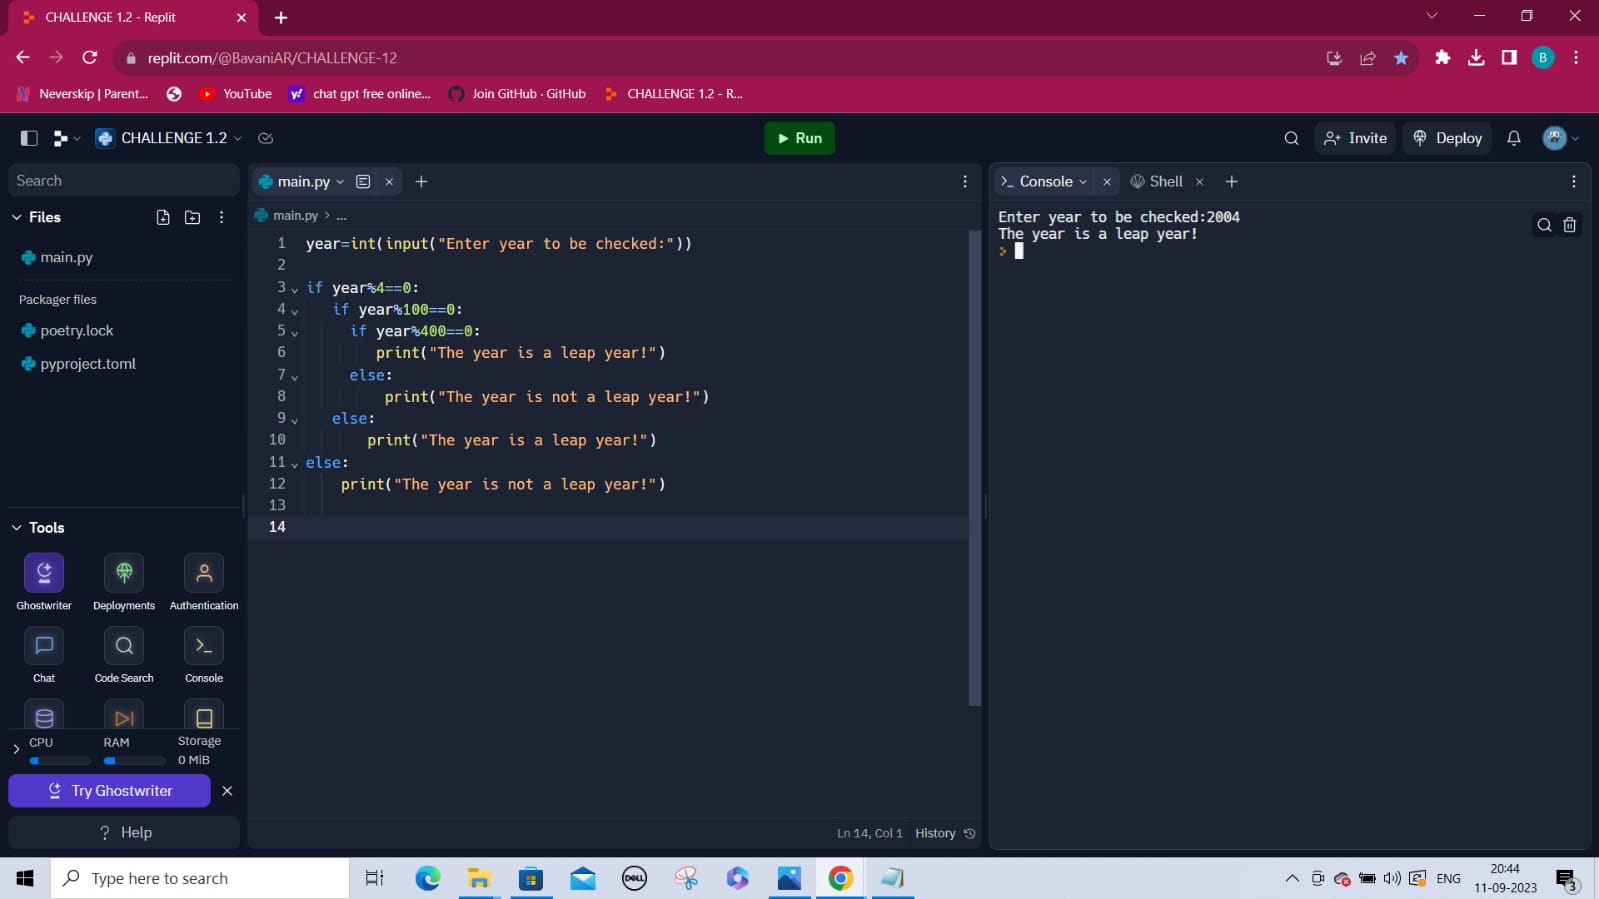 CHALLENGE 1.2 - Replit
replit.com/@BavaniAR/CHALLENGE-12
B
Neverskip | Parent...
YouTube
chat gpt free online...
Join GitHub · GitHub
CHALLENGE 1.2 - R...
CHALLENGE 1.2
Run
Invite
Deploy
Search
Files
main.py
Packager files
poetry.lock
pyproject.toml
Tools
Ghostwriter
Deployments
Authentication
Chat
Code Search
Console
CPU
RAM
Storage
0 MiB
Try Ghostwriter
? Help
main.py
main.py > ...
1 year=int(input("Enter year to be checked:"))
2
3 if year%4==0:
4 if year%100==0:
5 if year%400==0:
6 print("The year is a leap year!")
7 else:
8 print("The year is not a leap year!")
9 else:
10 print("The year is a leap year!")
11 else:
12 print("The year is not a leap year!")
13
14
Ln 14, Col 1 History
Console
Shell
Enter year to be checked:2004
The year is a leap year!
>
Type here to search
DELL
ENG
20:44
11-09-2023
3